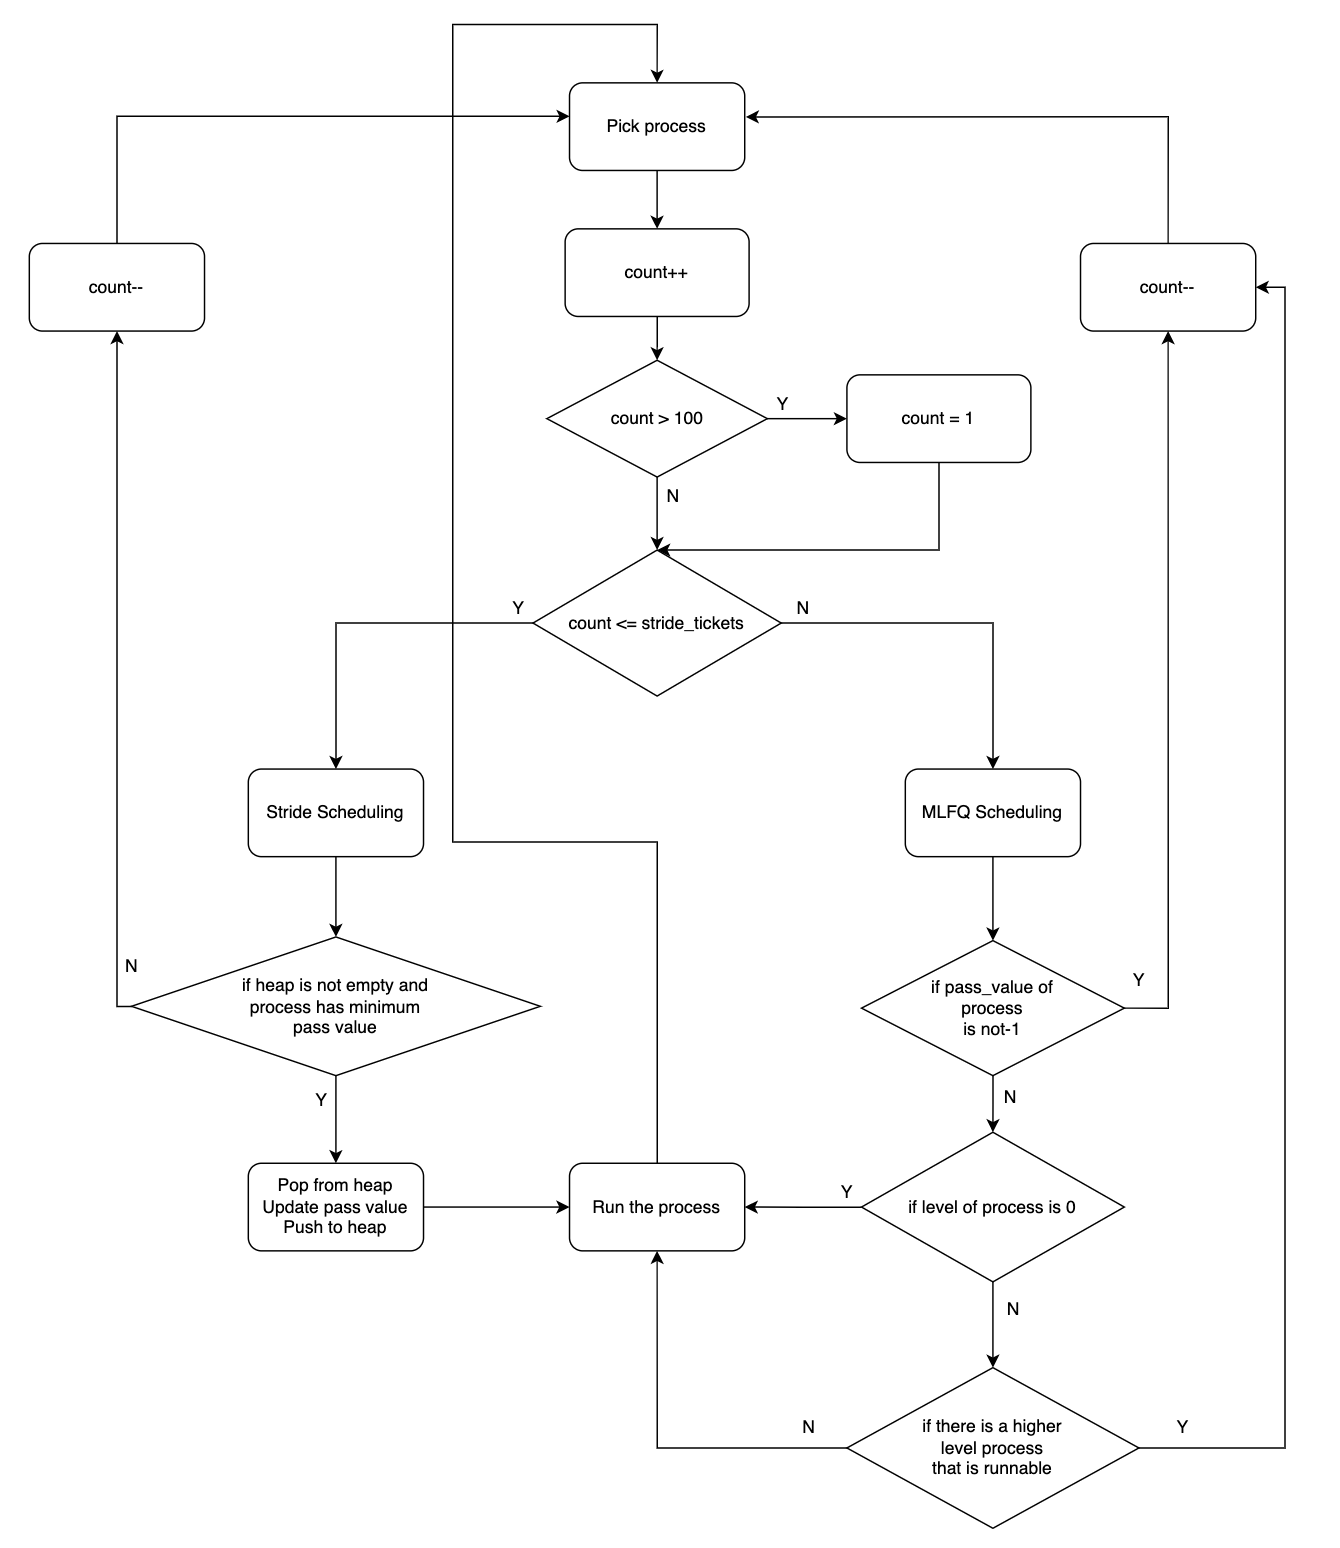 Pick process
count++
count--
count--
count > 100
Y
count = 1
N
Y
N
count <= stride_tickets
Stride Scheduling
MLFQ Scheduling
N
if heap is not empty and
process has minimum
pass value
Y
if pass_value of
process
is not-1
Y
N
Pop from heap
Update pass value
Push to heap
Run the process
Y
if level of process is 0
N
N
if there is a higher
level process
that is runnable
Y